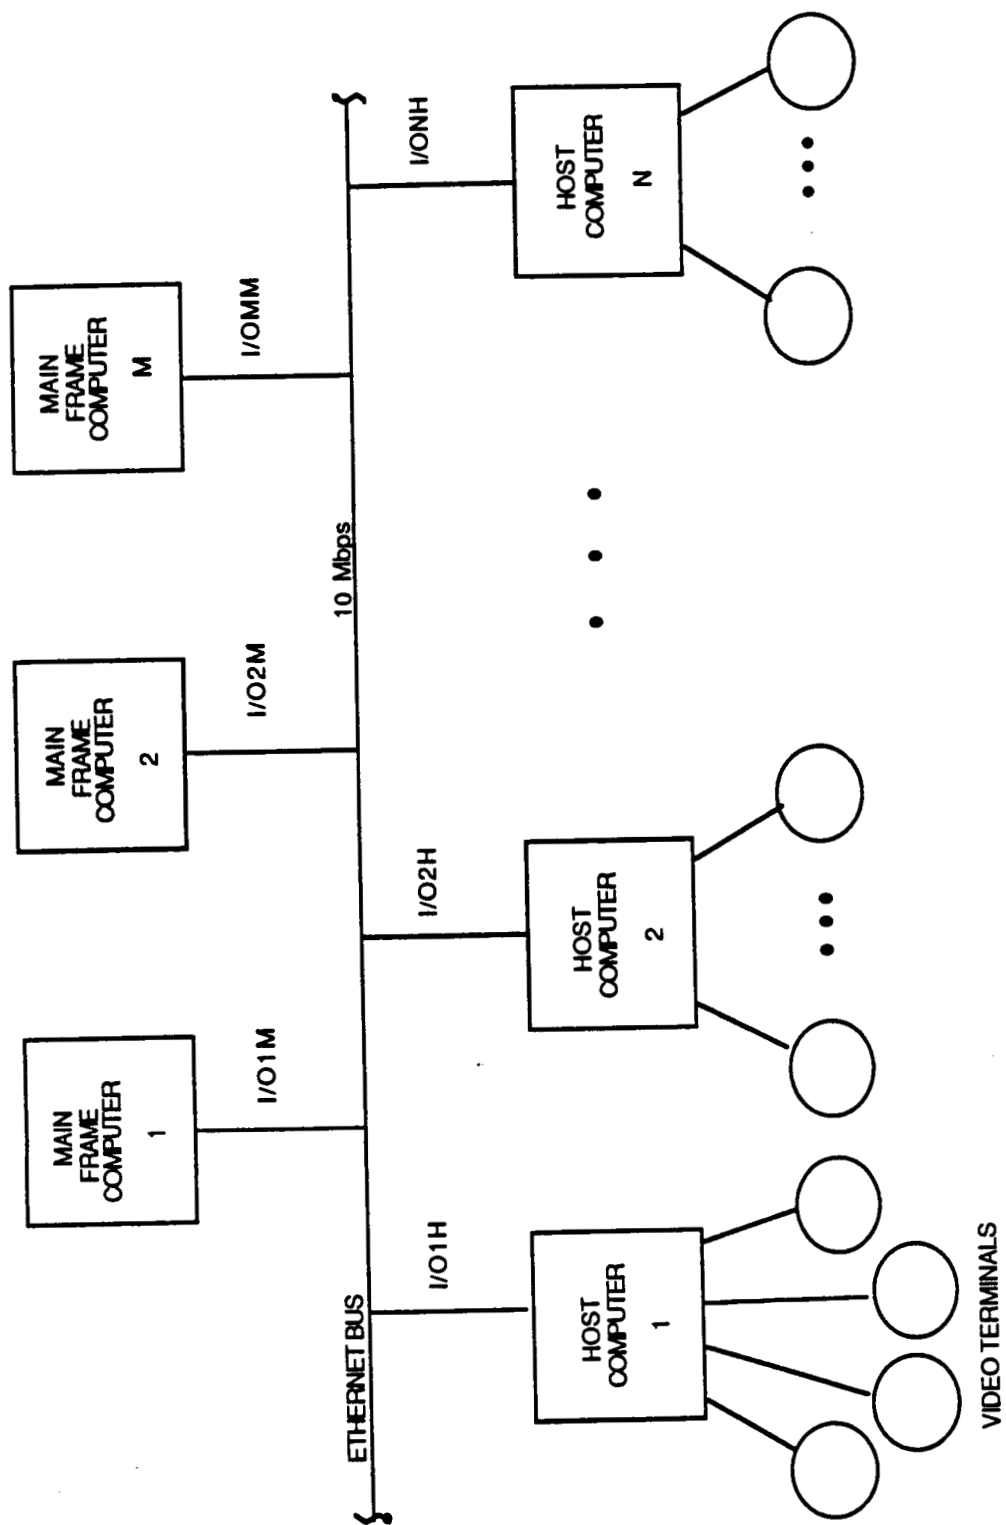 MAIN
FRAME
COMPUTER
1
MAIN
FRAME
COMPUTER
2
MAIN
FRAME
COMPUTER
M
I/O1M
I/O2M
I/OMM
ETHERNET BUS
10 Mbps
I/O1H
I/O2H
I/ONH
HOST
COMPUTER
1
HOST
COMPUTER
2
HOST
COMPUTER
N
VIDEO TERMINALS